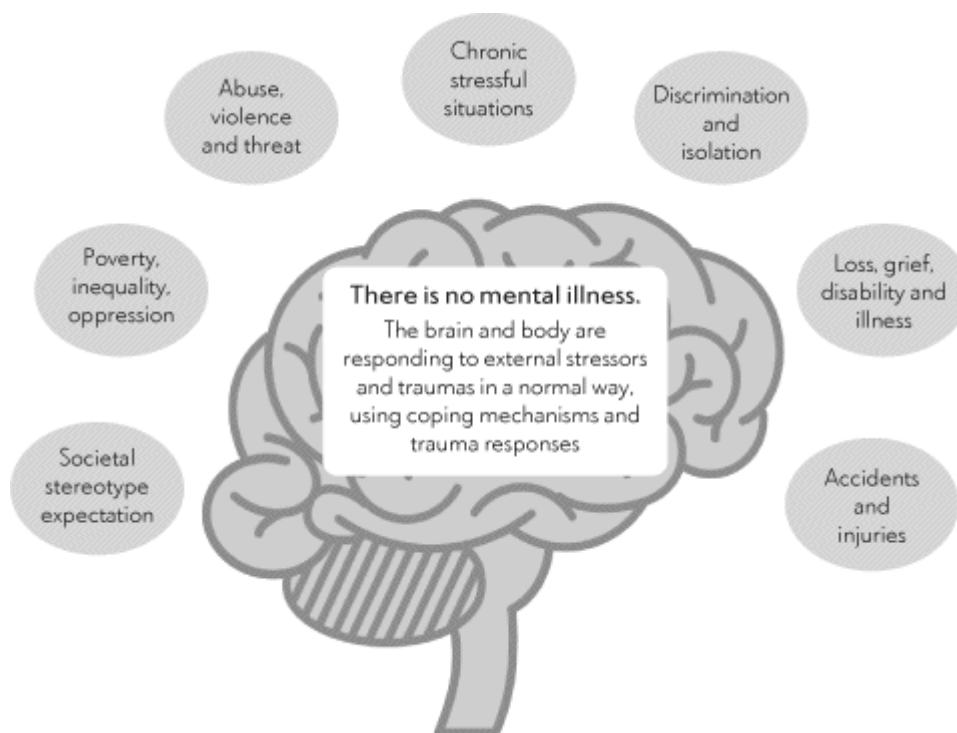 Chronic
stressful
situations
Abuse,
violence
and threat
Discrimination
and
isolation
Poverty,
inequality,
oppression
Loss, grief,
disability and
illness
There is no mental illness.
The brain and body are
responding to external stressors
and traumas in a normal way,
using coping mechanisms and
trauma responses
Societal
stereotype
expectation
Accidents
and
injuries